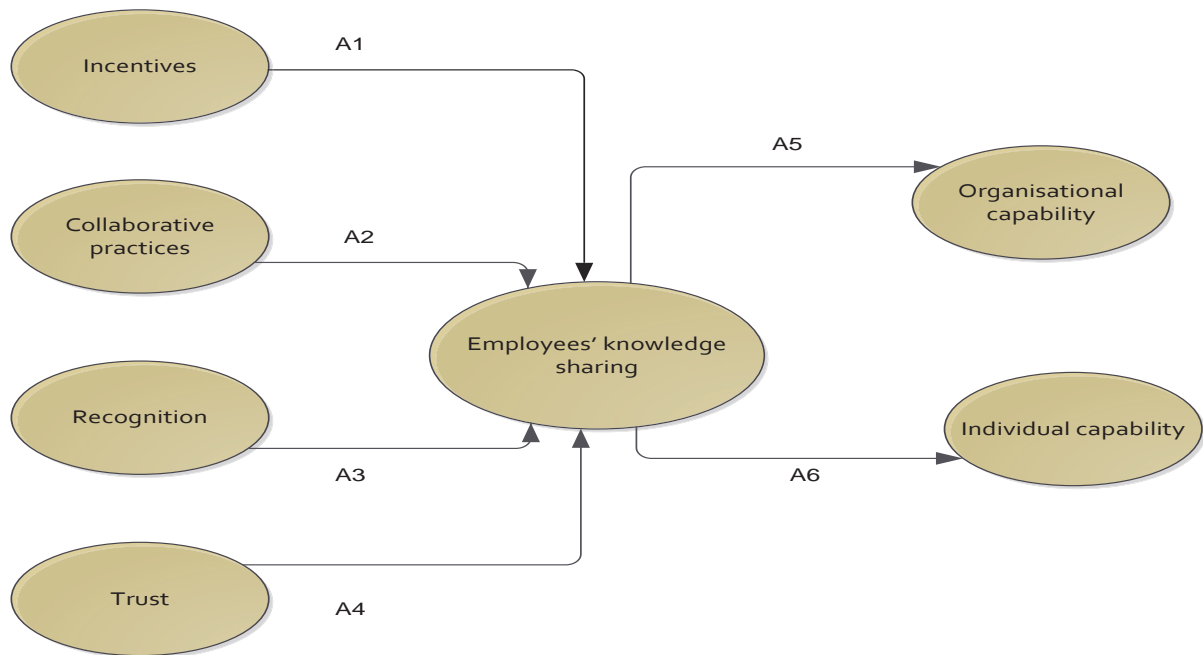 Incentives
A1
Collaborative
practices
A2
Recognition
A3
Trust
A4
Employees’ knowledge
sharing
A5
Organisational
capability
Individual capability
A6